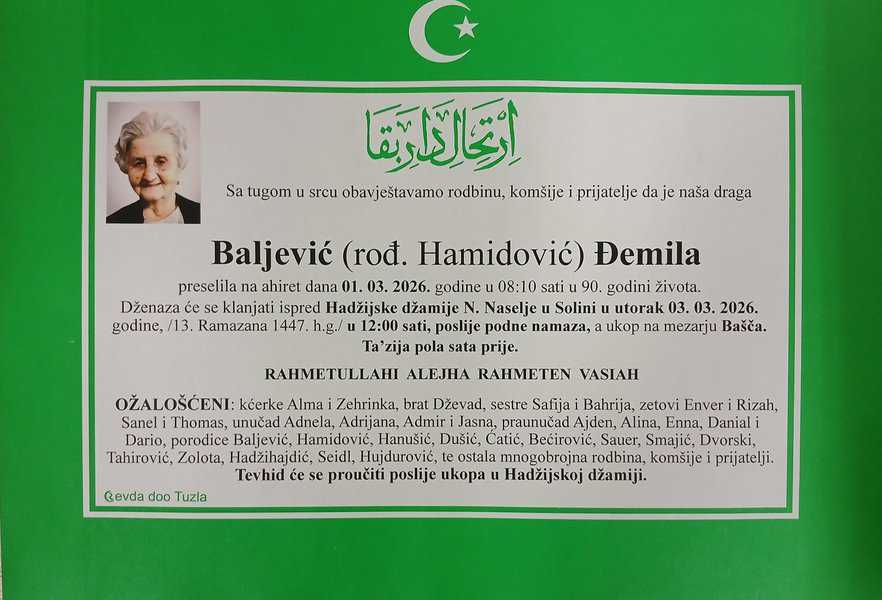 اِرْتِحَالِ دَارِ بَقَا
Sa tugom u srcu obavještavamo rodbinu, komšije i prijatelje da je naša draga
Baljević (rođ. Hamidović) Đemila
preselila na ahiret dana 01. 03. 2026. godine u 08:10 sati u 90. godini života.
Dženaza će se klanjati ispred Hadžijske džamije N. Naselje u Solini u utorak 03. 03. 2026.
godine, /13. Ramazana 1447. h.g./ u 12:00 sati, poslije podne namaza, a ukop na mezarju Bašča.
Ta’zija pola sata prije.
RAHMETULLAHI ALEJHA RAHMETEN VASIAH
OŽALOŠĆENI: kćerke Alma i Zehrinka, brat Dževad, sestre Safija i Bahrija, zetovi Enver i Rizah,
Sanel i Thomas, unučad Adnela, Adrijana, Admir i Jasna, praunučad Ajden, Alina, Enna, Danial i
Dario, porodice Baljević, Hamidović, Hanušić, Dušić, Ćatić, Bećirović, Sauer, Smajić, Dvorski,
Tahirović, Zolota, Hadžihajdić, Seidl, Hujdurović, te ostala mnogobrojna rodbina, komšije i prijatelji.
Tevhid će se proučiti poslije ukopa u Hadžijskoj džamiji.
Gevda doo Tuzla